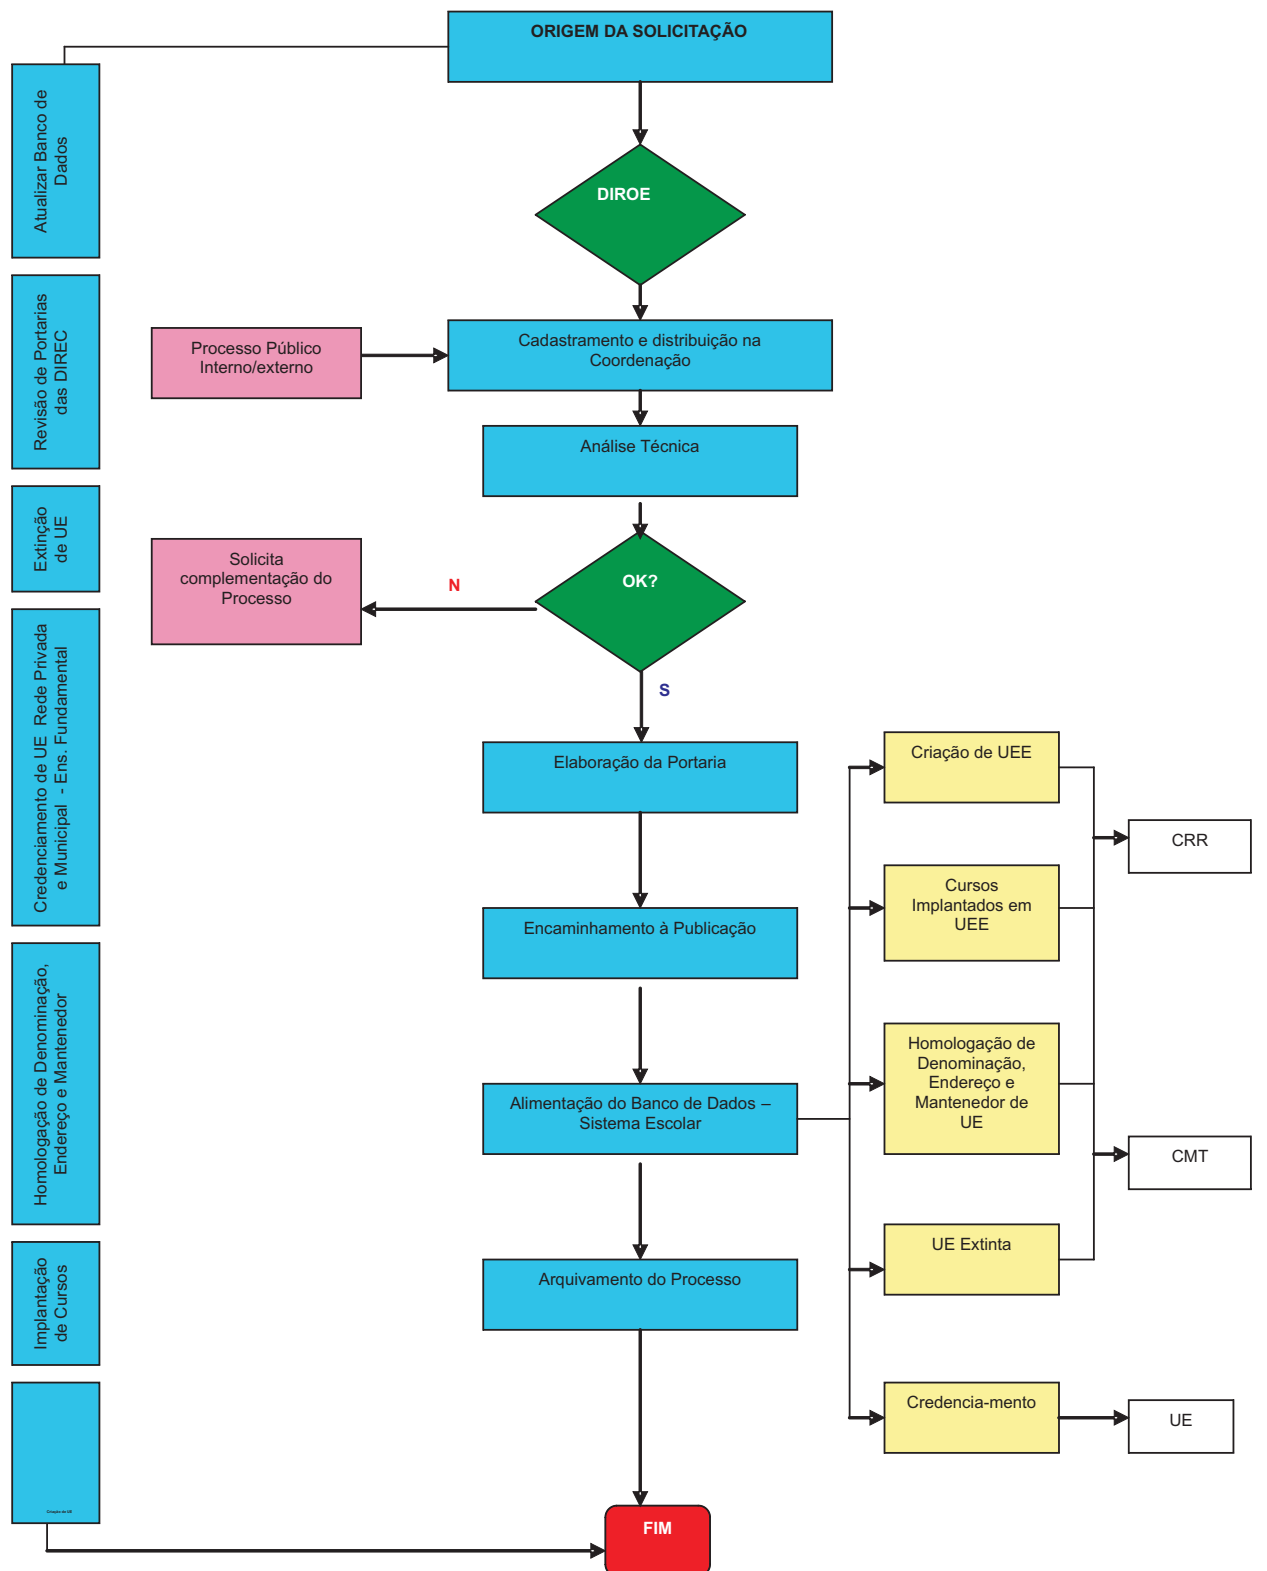 ORIGEM DA SOLICITAÇÃO
Atualizar Banco de
Dados
DIROE
Revisão de Portarias
das DIREC
Processo Público
Interno/externo
Cadastramento e distribuição na
Coordenação
Análise Técnica
Extinção
de UE
Solicita
complementação do
Processo
N
OK?
S
Credenciamento de UE Rede Privada
e Municipal - Ens. Fundamental
Elaboração da Portaria
Criação de UEE
CRR
Cursos
Implantados em
UEE
Encaminhamento à Publicação
Homologação de Denominação,
Endereço e Mantenedor
Homologação de
Denominação,
Endereço e
Mantenedor de
UE
Alimentação do Banco de Dados –
Sistema Escolar
CMT
UE Extinta
Implantação
de Cursos
Arquivamento do Processo
Credencia-mento
UE
Criação de UE
FIM